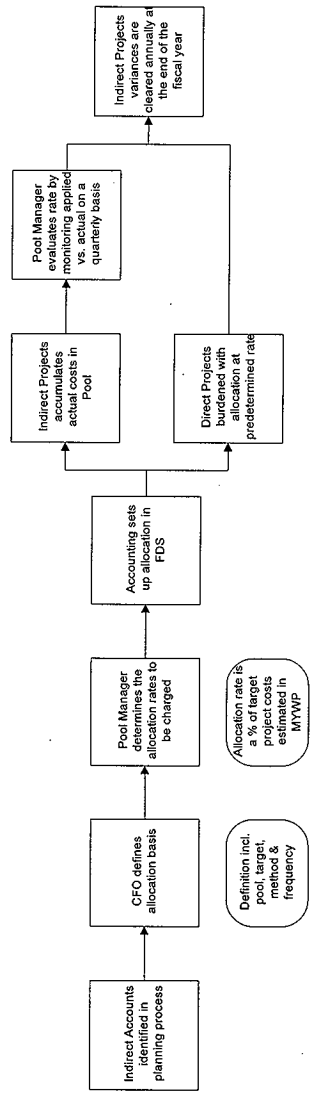 Indirect Accounts
identified in
planning process
CFO defines
allocation basis
Definition incl.
pool, target,
method &
frequency
Pool Manager
determines the
allocation rates to
be charged
Allocation rate is
a % of target
project costs
estimated in
MYWP
Accounting sets
up allocation in
FDS
Indirect Projects
accumulates
actual costs in
Pool
Direct Projects
burdened with
allocation at
predetermined rate
Pool Manager
evaluates rate by
monitoring applied
vs. actual on a
quarterly basis
Indirect Projects
variances are
cleared annually at
the end of the
fiscal year